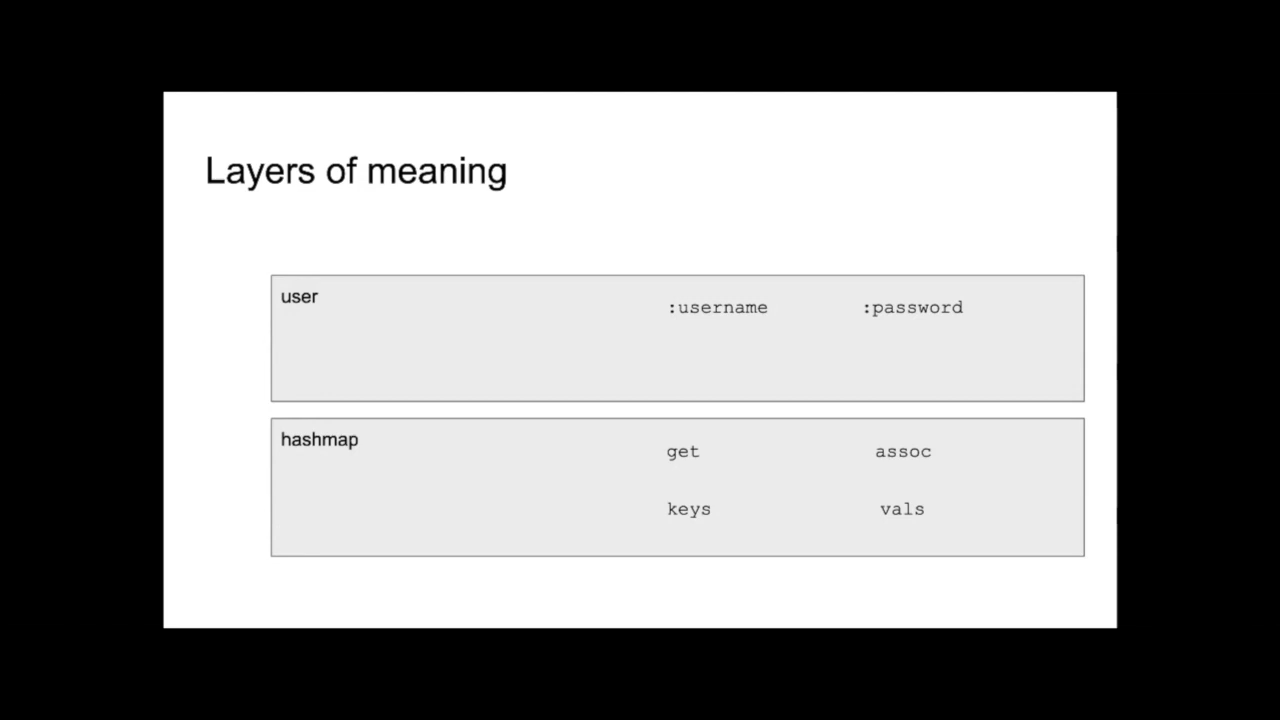 Layers of meaning
user
:username :password
hashmap
get assoc
keys vals